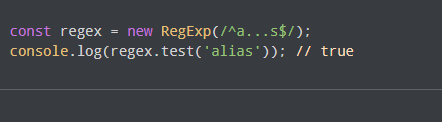 const regex = new RegExp(/^a...s$/);
console.log(regex.test('alias')); // true